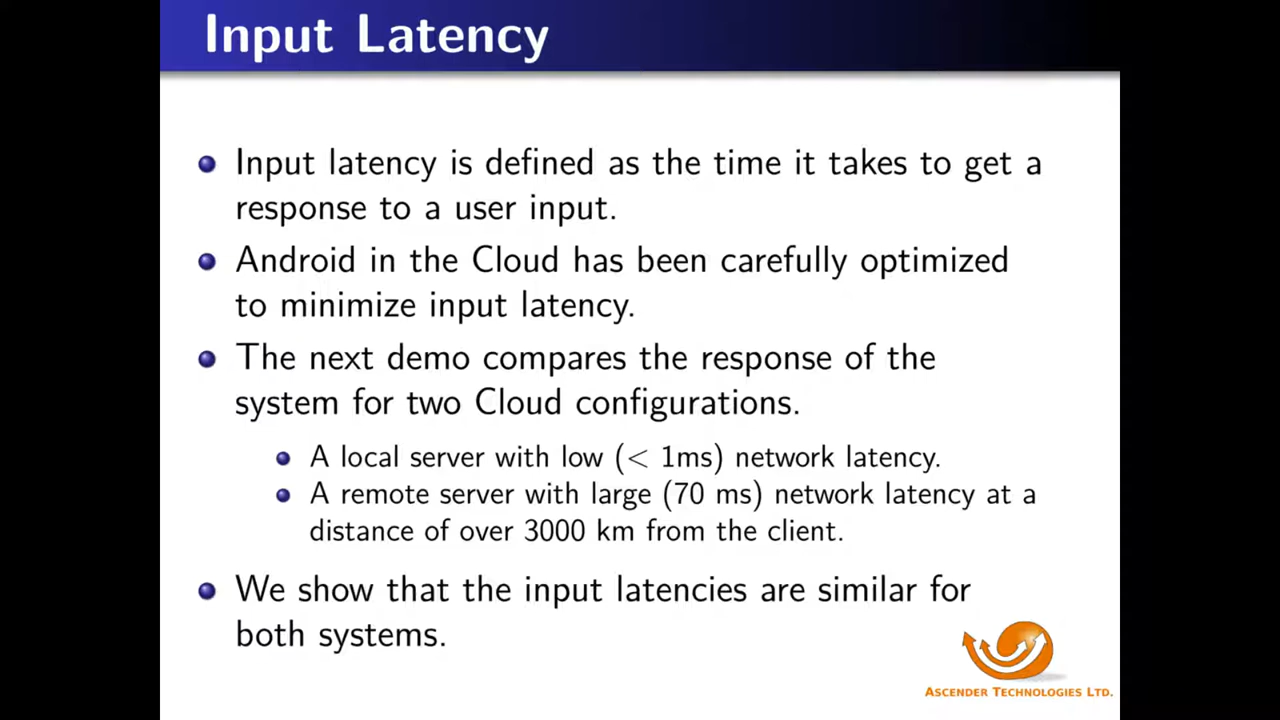 Input Latency
Input latency is defined as the time it takes to get a
response to a user input.
Android in the Cloud has been carefully optimized
to minimize input latency.
The next demo compares the response of the
system for two Cloud configurations.
A local server with low (< 1ms) network latency.
A remote server with large (70 ms) network latency at a
distance of over 3000 km from the client.
We show that the input latencies are similar for
both systems.
ASCENDER TECHNOLOGIES LTD.